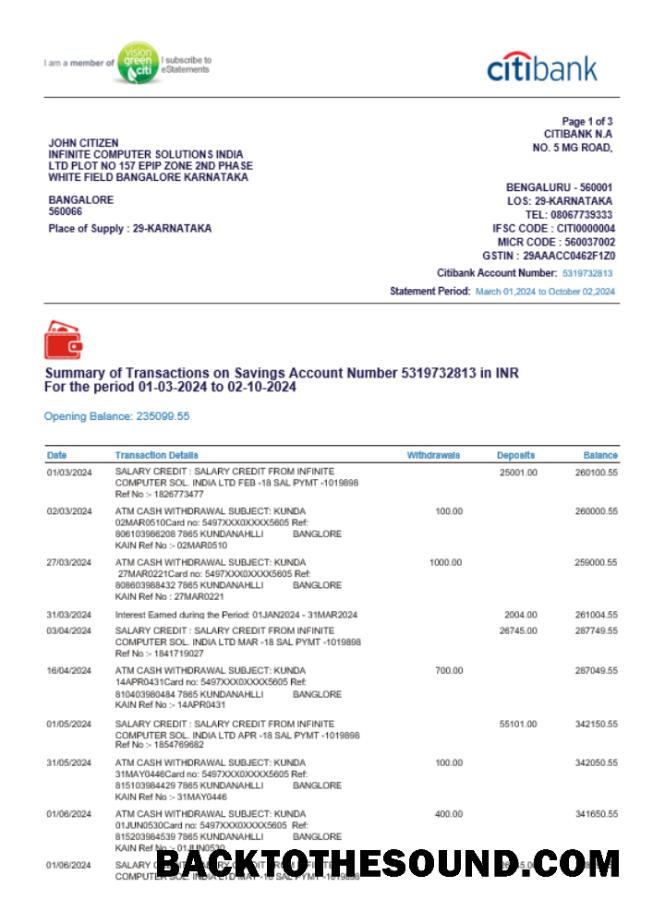 I am a member of
vision
green
citi
I subscribe to
eStatements
citibank
Page 1 of 3
CITIBANK N.A
NO. 5 MG ROAD,
JOHN CITIZEN
INFINITE COMPUTER SOLUTIONS INDIA
LTD PLOT NO 157 EPIP ZONE 2ND PHASE
WHITE FIELD BANGALORE KARNATAKA
BANGALORE
560066
Place of Supply : 29-KARNATAKA
BENGALURU - 560001
LOS: 29-KARNATAKA
TEL: 08067739333
IFSC CODE : CITI0000004
MICR CODE : 560037002
GSTIN : 29AAACC0462F1Z0
Citibank Account Number: 5319732813
Statement Period: March 01,2024 to October 02,2024
Summary of Transactions on Savings Account Number 5319732813 in INR
For the period 01-03-2024 to 02-10-2024
Opening Balance: 235099.55
Date Transaction Details Withdrawals Deposits Balance
01/03/2024 SALARY CREDIT : SALARY CREDIT FROM INFINITE 25001.00 260100.55
COMPUTER SOL. INDIA LTD FEB -18 SAL PYMT -1019898
Ref No :- 1826773477
02/03/2024 ATM CASH WITHDRAWAL SUBJECT: KUNDA 100.00 260000.55
02MAR0510Card no: 5497XXX0XXXX5605 Ref:
806103986208 7865 KUNDANAHLLI BANGLORE
KAIN Ref No :- 02MAR0510
27/03/2024 ATM CASH WITHDRAWAL SUBJECT: KUNDA 1000.00 259000.55
27MAR0221Card no: 5497XXX0XXXX5605 Ref:
808603988432 7865 KUNDANAHLLI BANGLORE
KAIN Ref No : 27MAR0221
31/03/2024 Interest Earned during the Period: 01JAN2024 - 31MAR2024 2004.00 261004.55
03/04/2024 SALARY CREDIT : SALARY CREDIT FROM INFINITE 26745.00 287749.55
COMPUTER SOL. INDIA LTD MAR -18 SAL PYMT -1019898
Ref No :- 1841719027
16/04/2024 ATM CASH WITHDRAWAL SUBJECT: KUNDA 700.00 287049.55
14APR0431Card no: 5497XXX0XXXX5605 Ref:
810403980484 7865 KUNDANAHLLI BANGLORE
KAIN Ref No :- 14APR0431
01/05/2024 SALARY CREDIT : SALARY CREDIT FROM INFINITE 55101.00 342150.55
COMPUTER SOL. INDIA LTD APR -18 SAL PYMT -1019898
Ref No :- 1854769682
31/05/2024 ATM CASH WITHDRAWAL SUBJECT: KUNDA 100.00 342050.55
31MAY0446Card no: 5497XXX0XXXX5605 Ref:
815103984429 7865 KUNDANAHLLI BANGLORE
KAIN Ref No :- 31MAY0446
01/06/2024 ATM CASH WITHDRAWAL SUBJECT: KUNDA 400.00 341650.55
01JUN0530Card no: 5497XXX0XXXX5605 Ref:
815203984539 7865 KUNDANAHLLI BANGLORE
KAIN Ref No :- 01JUN0530
01/06/2024
COMPUTER SOL. INDIA LTD MAY -18 SAL PYMT -1019898
BACKTOTHESOUND.COM